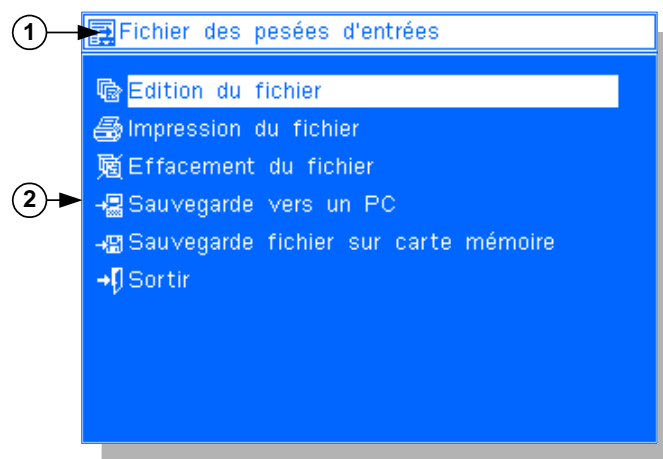 1
Fichier des pesées d'entrées
Edition du fichier
Impression du fichier
Effacement du fichier
2
Sauvegarde vers un PC
Sauvegarde fichier sur carte mémoire
Sortir